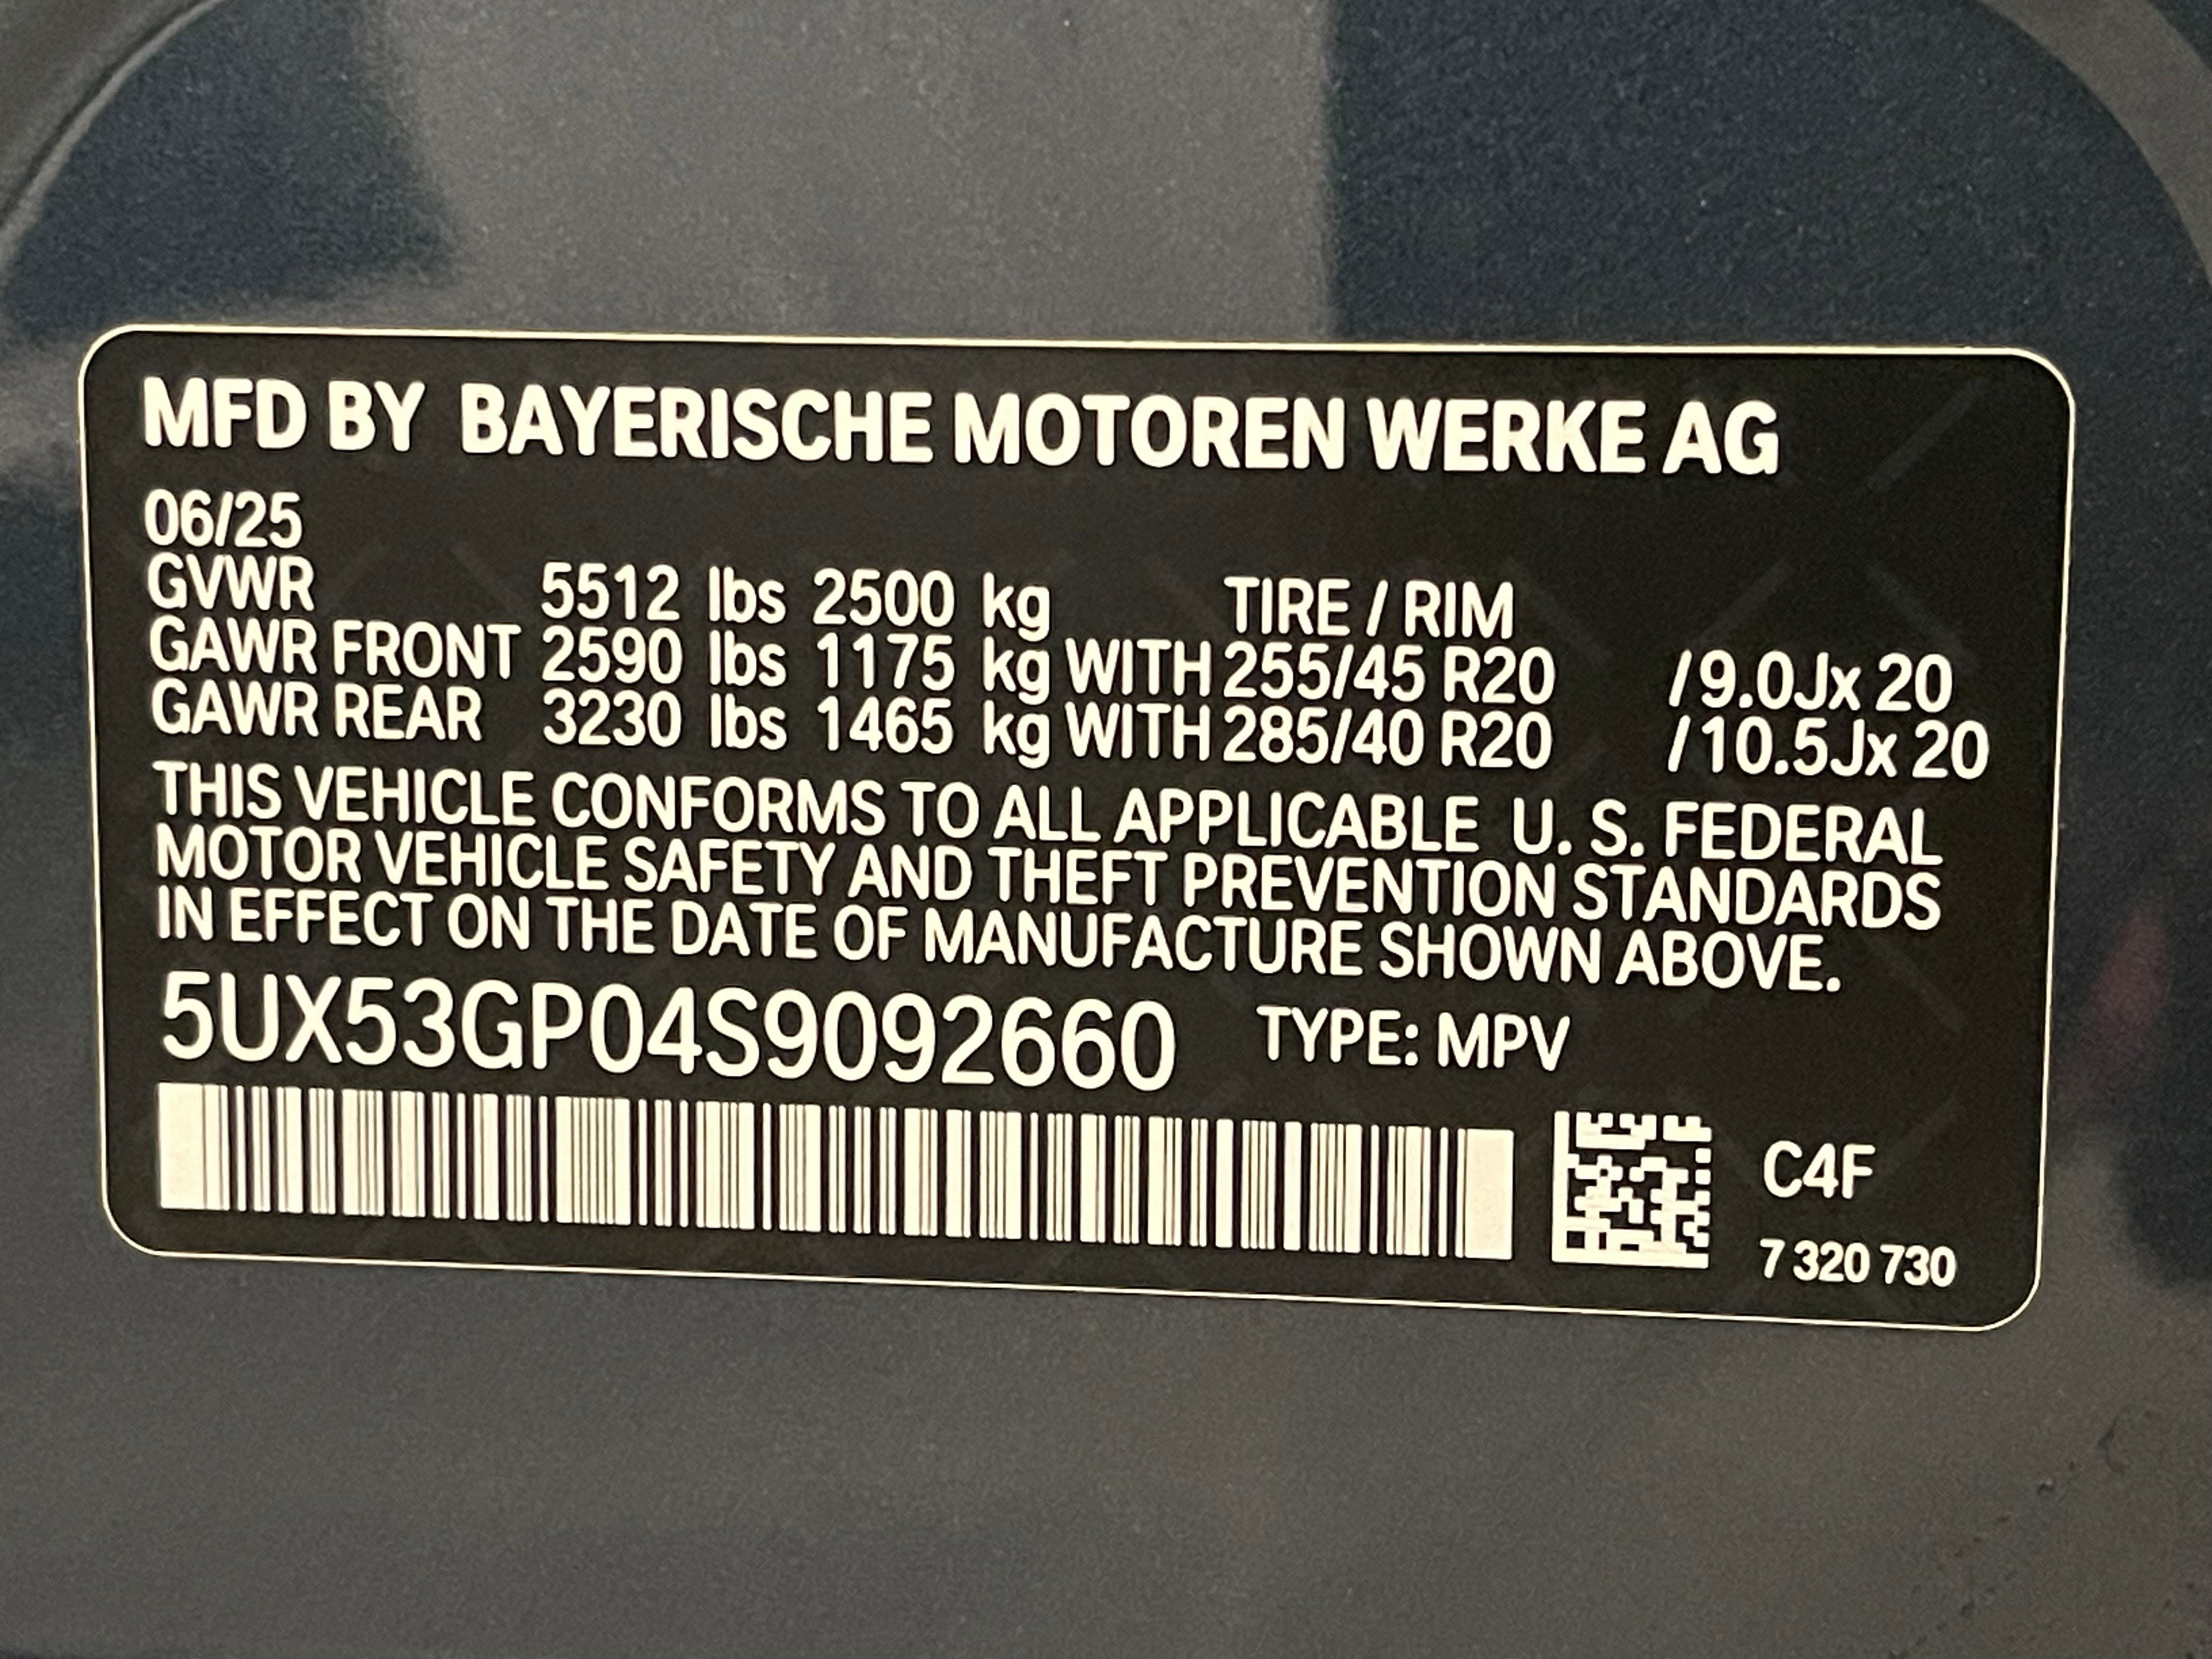 MFD BY BAYERISCHE MOTOREN WERKE AG
06/25
GVWR 5512 lbs 2500 kg TIRE / RIM
GAWR FRONT 2590 lbs 1175 kg WITH 255/45 R20 /9.0Jx 20
GAWR REAR 3230 lbs 1465 kg WITH 285/40 R20 /10.5Jx 20
THIS VEHICLE CONFORMS TO ALL APPLICABLE U. S. FEDERAL
MOTOR VEHICLE SAFETY AND THEFT PREVENTION STANDARDS
IN EFFECT ON THE DATE OF MANUFACTURE SHOWN ABOVE.
5UX53GP04S9092660 TYPE: MPV
C4F
7 320 730